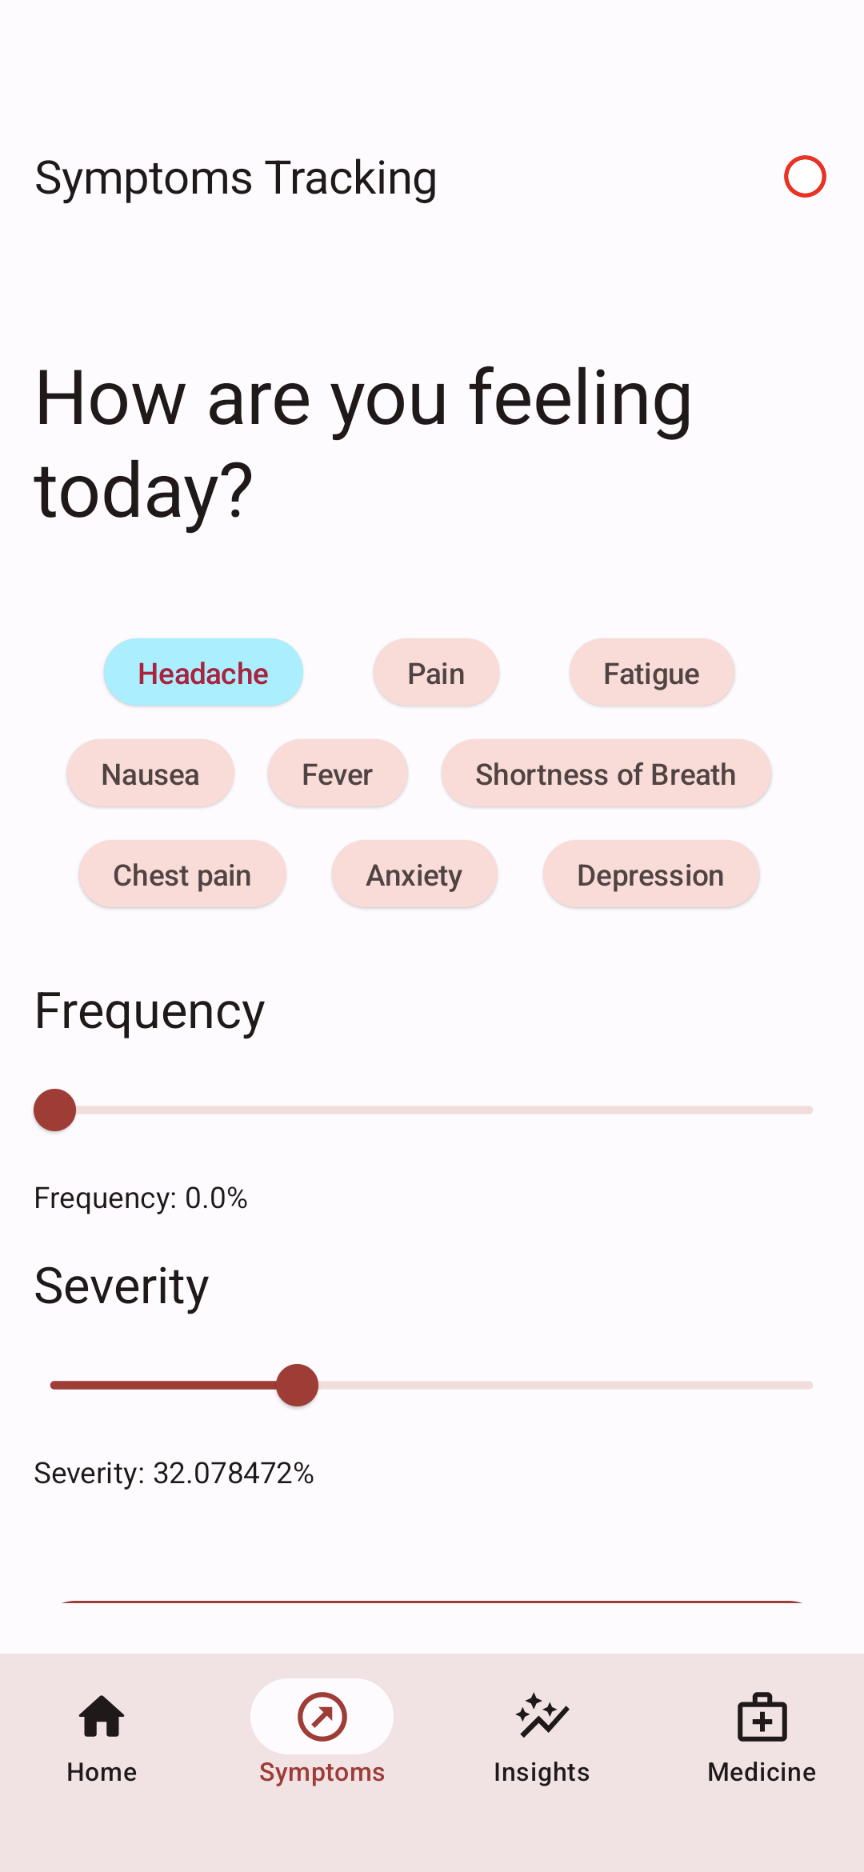 Symptoms Tracking
How are you feeling
today?
Headache
Pain
Fatigue
Nausea
Fever
Shortness of Breath
Chest pain
Anxiety
Depression
Frequency
Frequency: 0.0%
Severity
Severity: 32.078472%
Home
Symptoms
Insights
Medicine